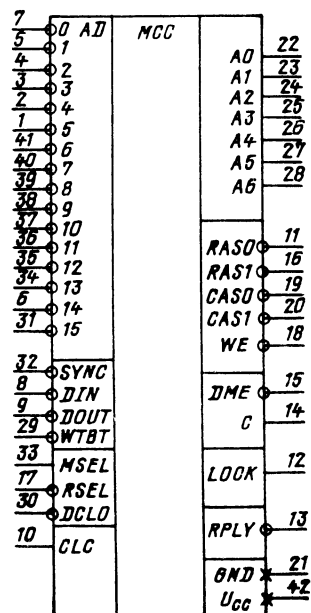 7 0 AD MCC
5 1
4 2
3 3
2 4
1 5
41 6
40 7
39 8
38 9
37 10
36 11
35 12
34 13
6 14
31 15
32 SYNC
8 DIN
9 DOUT
29 WTBT
33 MSEL
17 RSEL
30 DCLO
10 CLC
A0 22
A1 23
A2 24
A3 25
A4 26
A5 27
A6 28
RAS0 11
RAS1 16
CAS0 19
CAS1 20
WE 18
DME 15
C 14
LOCK 12
RPLY 13
GND 21
UCC 42